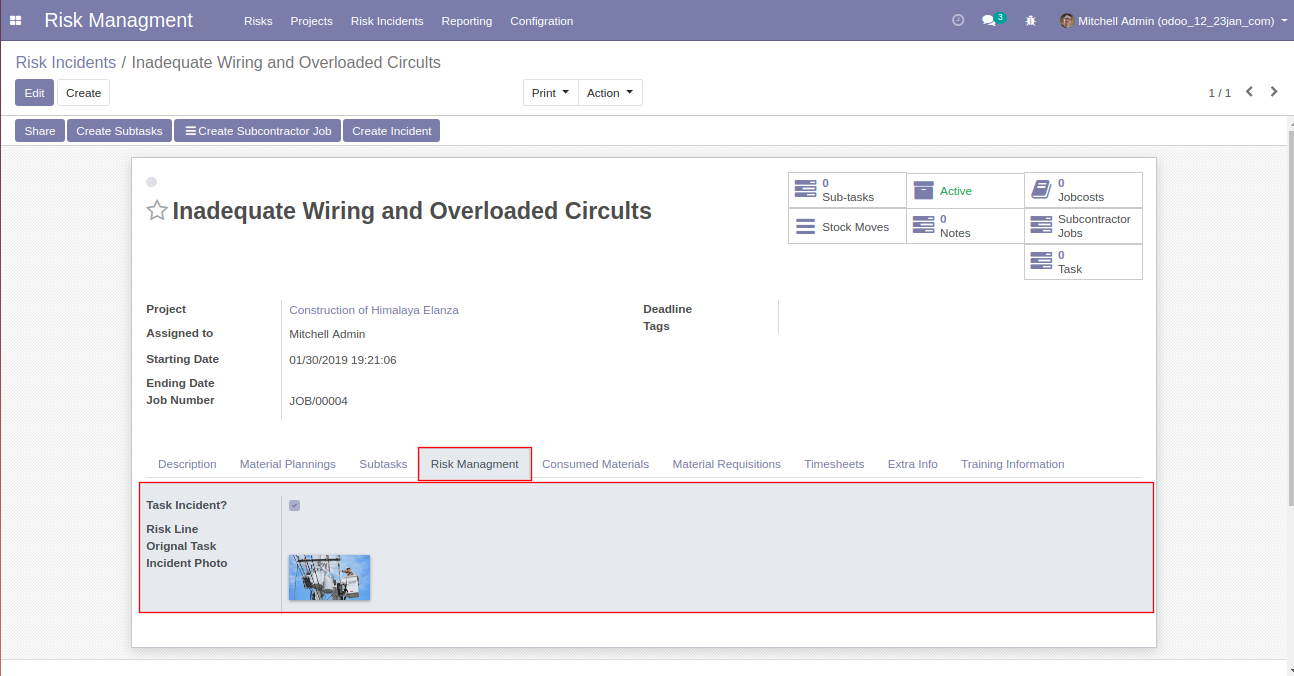 Risk Managment Risks Projects Risk Incidents Reporting Configration 3 Mitchell Admin (odoo_12_23jan_com)
Risk Incidents / Inadequate Wiring and Overloaded Circults
Edit Create Print Action 1 / 1
Share Create Subtasks Create Subcontractor Job Create Incident
0 Sub-tasks Active 0 Jobcosts
Inadequate Wiring and Overloaded Circults
Stock Moves 0 Notes Subcontractor Jobs
0 Task
Project Construction of Himalaya Elanza Deadline
Tags
Assigned to Mitchell Admin
Starting Date 01/30/2019 19:21:06
Ending Date
Job Number JOB/00004
Description Material Plannings Subtasks Risk Managment Consumed Materials Material Requisitions Timesheets Extra Info Training Information
Task Incident?
Risk Line
Orignal Task
Incident Photo